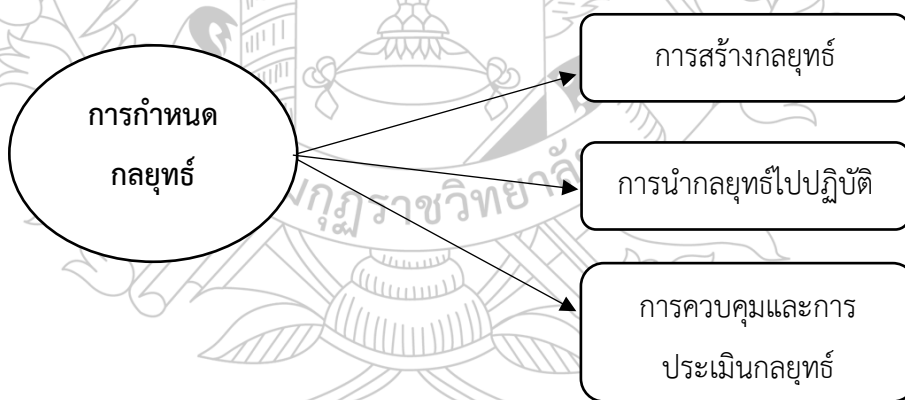 การกำหนด
กลยุทธ์
การสร้างกลยุทธ์
การนำกลยุทธ์ไปปฏิบัติ
การควบคุมและการ
ประเมินกลยุทธ์